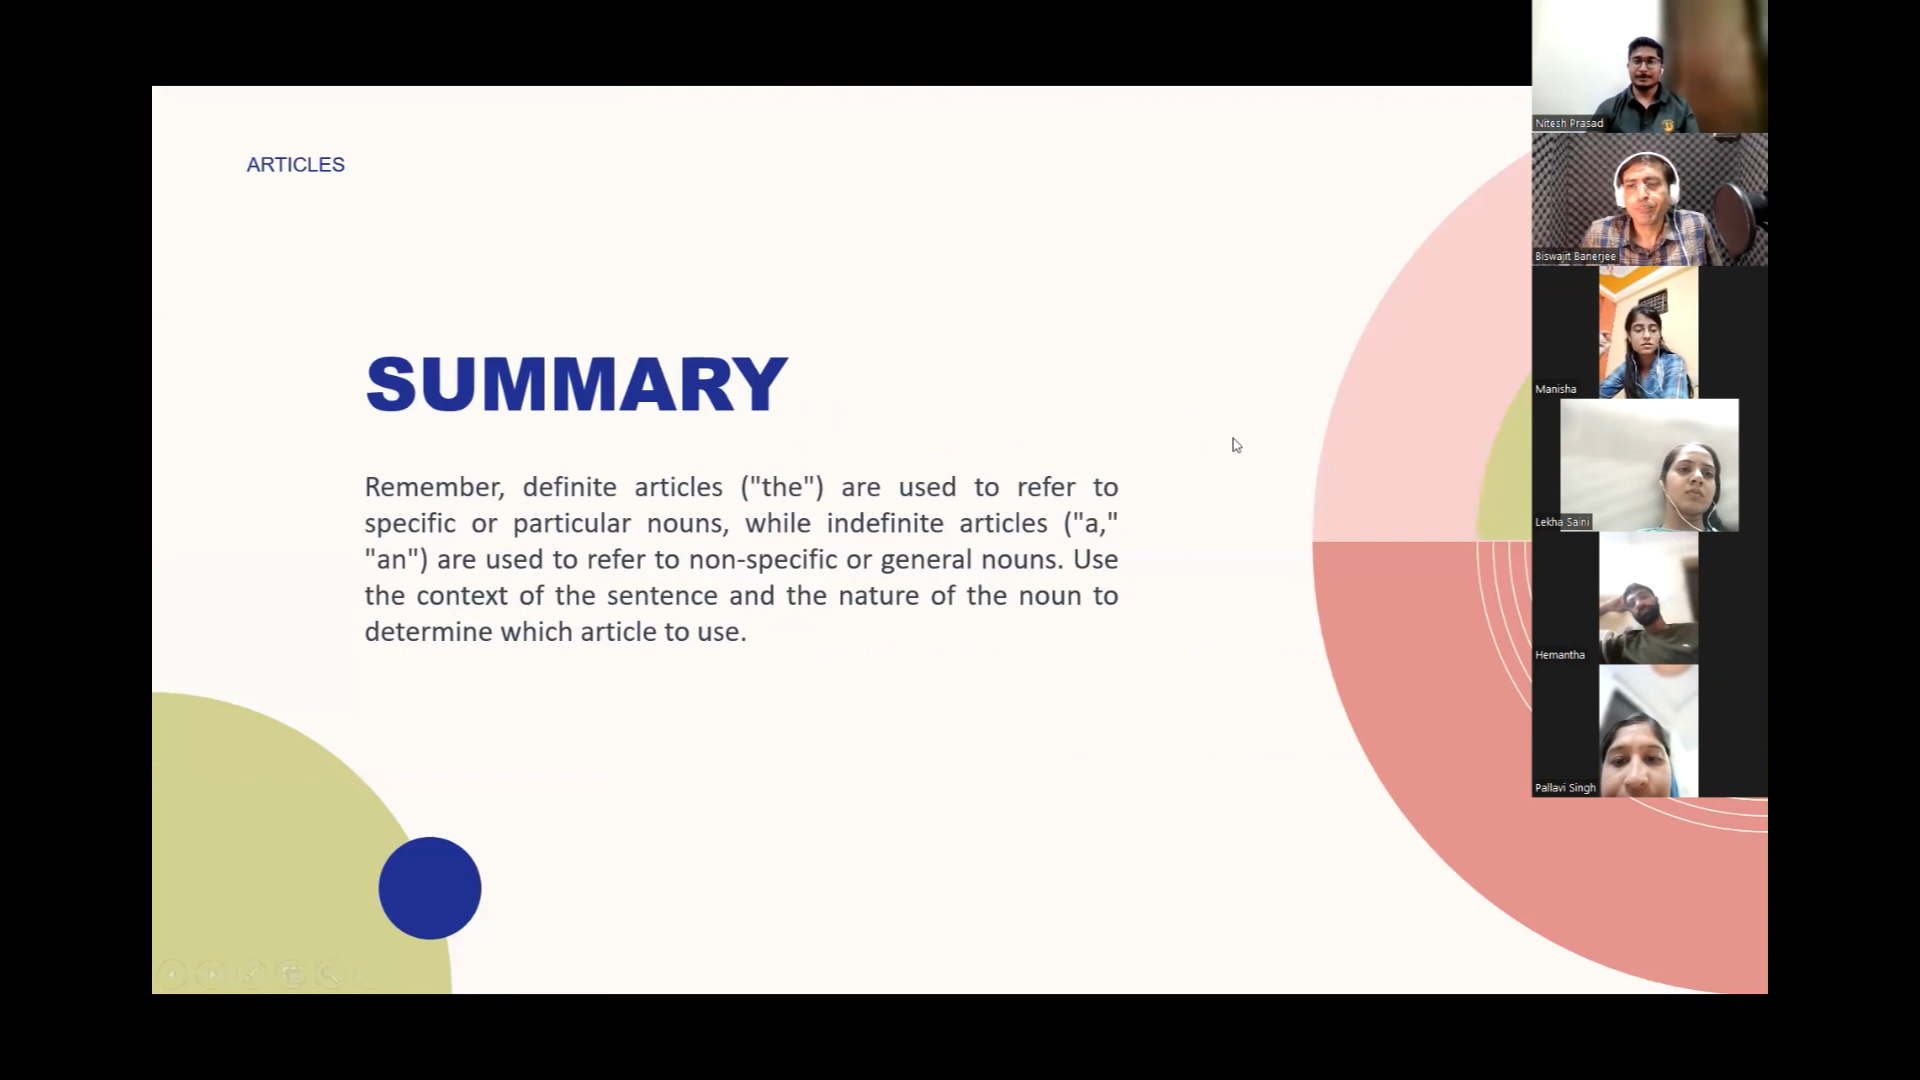 ARTICLES
SUMMARY
Remember, definite articles ("the") are used to refer to
specific or particular nouns, while indefinite articles ("a,"
"an") are used to refer to non-specific or general nouns. Use
the context of the sentence and the nature of the noun to
determine which article to use.
Nitesh Prasad
Biswajit Banerjee
Manisha
Lekha Saini
Hemantha
Pallavi Singh